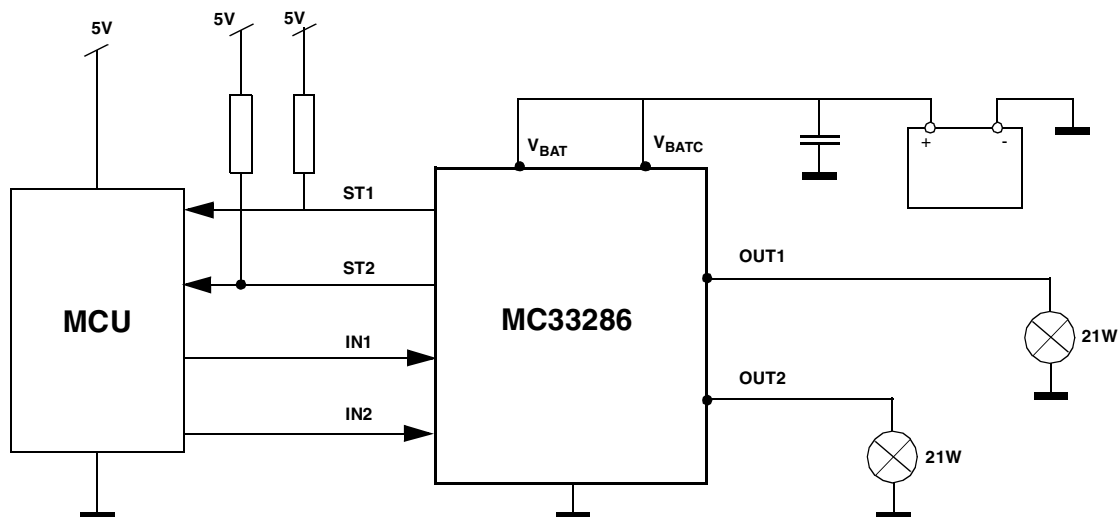 5V
5V
5V
VBAT
VBATC
+
-
ST1
ST2
MCU
MC33286
OUT1
21W
IN1
OUT2
IN2
21W